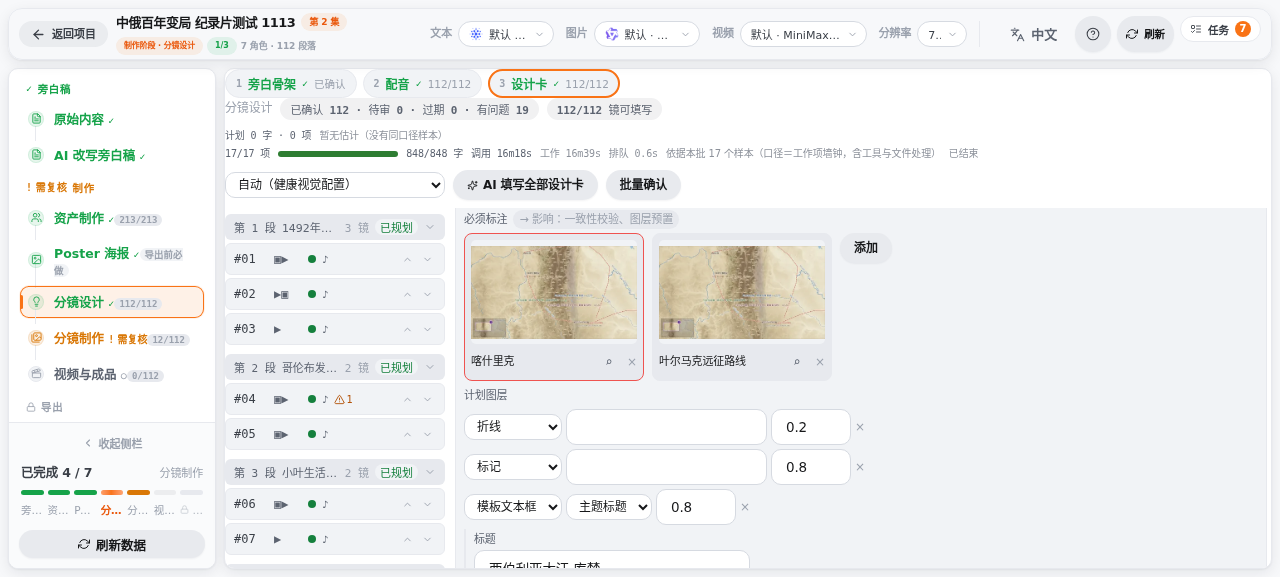 返回项目
中俄百年变局 纪录片测试 1113 第 2 集
制作阶段 · 分镜设计 1/3 7 角色 · 112 段落
文本 默认 ... 图片 默认 · ... 视频 默认 · MiniMax... 分辨率 7.. 中文 刷新 任务 7
旁白稿
原始内容
AI 改写旁白稿
! 需复核 制作
资产制作 213/213
Poster 海报 导出前必做
分镜设计 112/112
分镜制作 ! 需复核 12/112
视频与成品 0/112
导出
收起侧栏
已完成 4 / 7 分镜制作
旁... 资... P... 分... 分... 视... ...
刷新数据
1 旁白骨架 ✓ 已确认 2 配音 ✓ 112/112 3 设计卡 ✓ 112/112
分镜设计 已确认 112 · 待审 0 · 过期 0 · 有问题 19 112/112 镜可填写
计划 0 字 · 0 项 暂无估计（没有同口径样本）
17/17 项 848/848 字 调用 16m18s 工作 16m39s 排队 0.6s 依据本批 17 个样本（口径＝工作项墙钟，含工具与文件处理） 已结束
自动（健康视觉配置） AI 填写全部设计卡 批量确认
第 1 段 1492年... 3 镜 已规划
#01
#02
#03
第 2 段 哥伦布发... 2 镜 已规划
#04 1
#05
第 3 段 小叶生活... 2 镜 已规划
#06
#07
必须标注 → 影响：一致性校验、图层预置
喀什里克
叶尔马克远征路线
添加
计划图层
折线 0.2 ×
标记 0.8 ×
模板文本框 主题标题 0.8 ×
标题